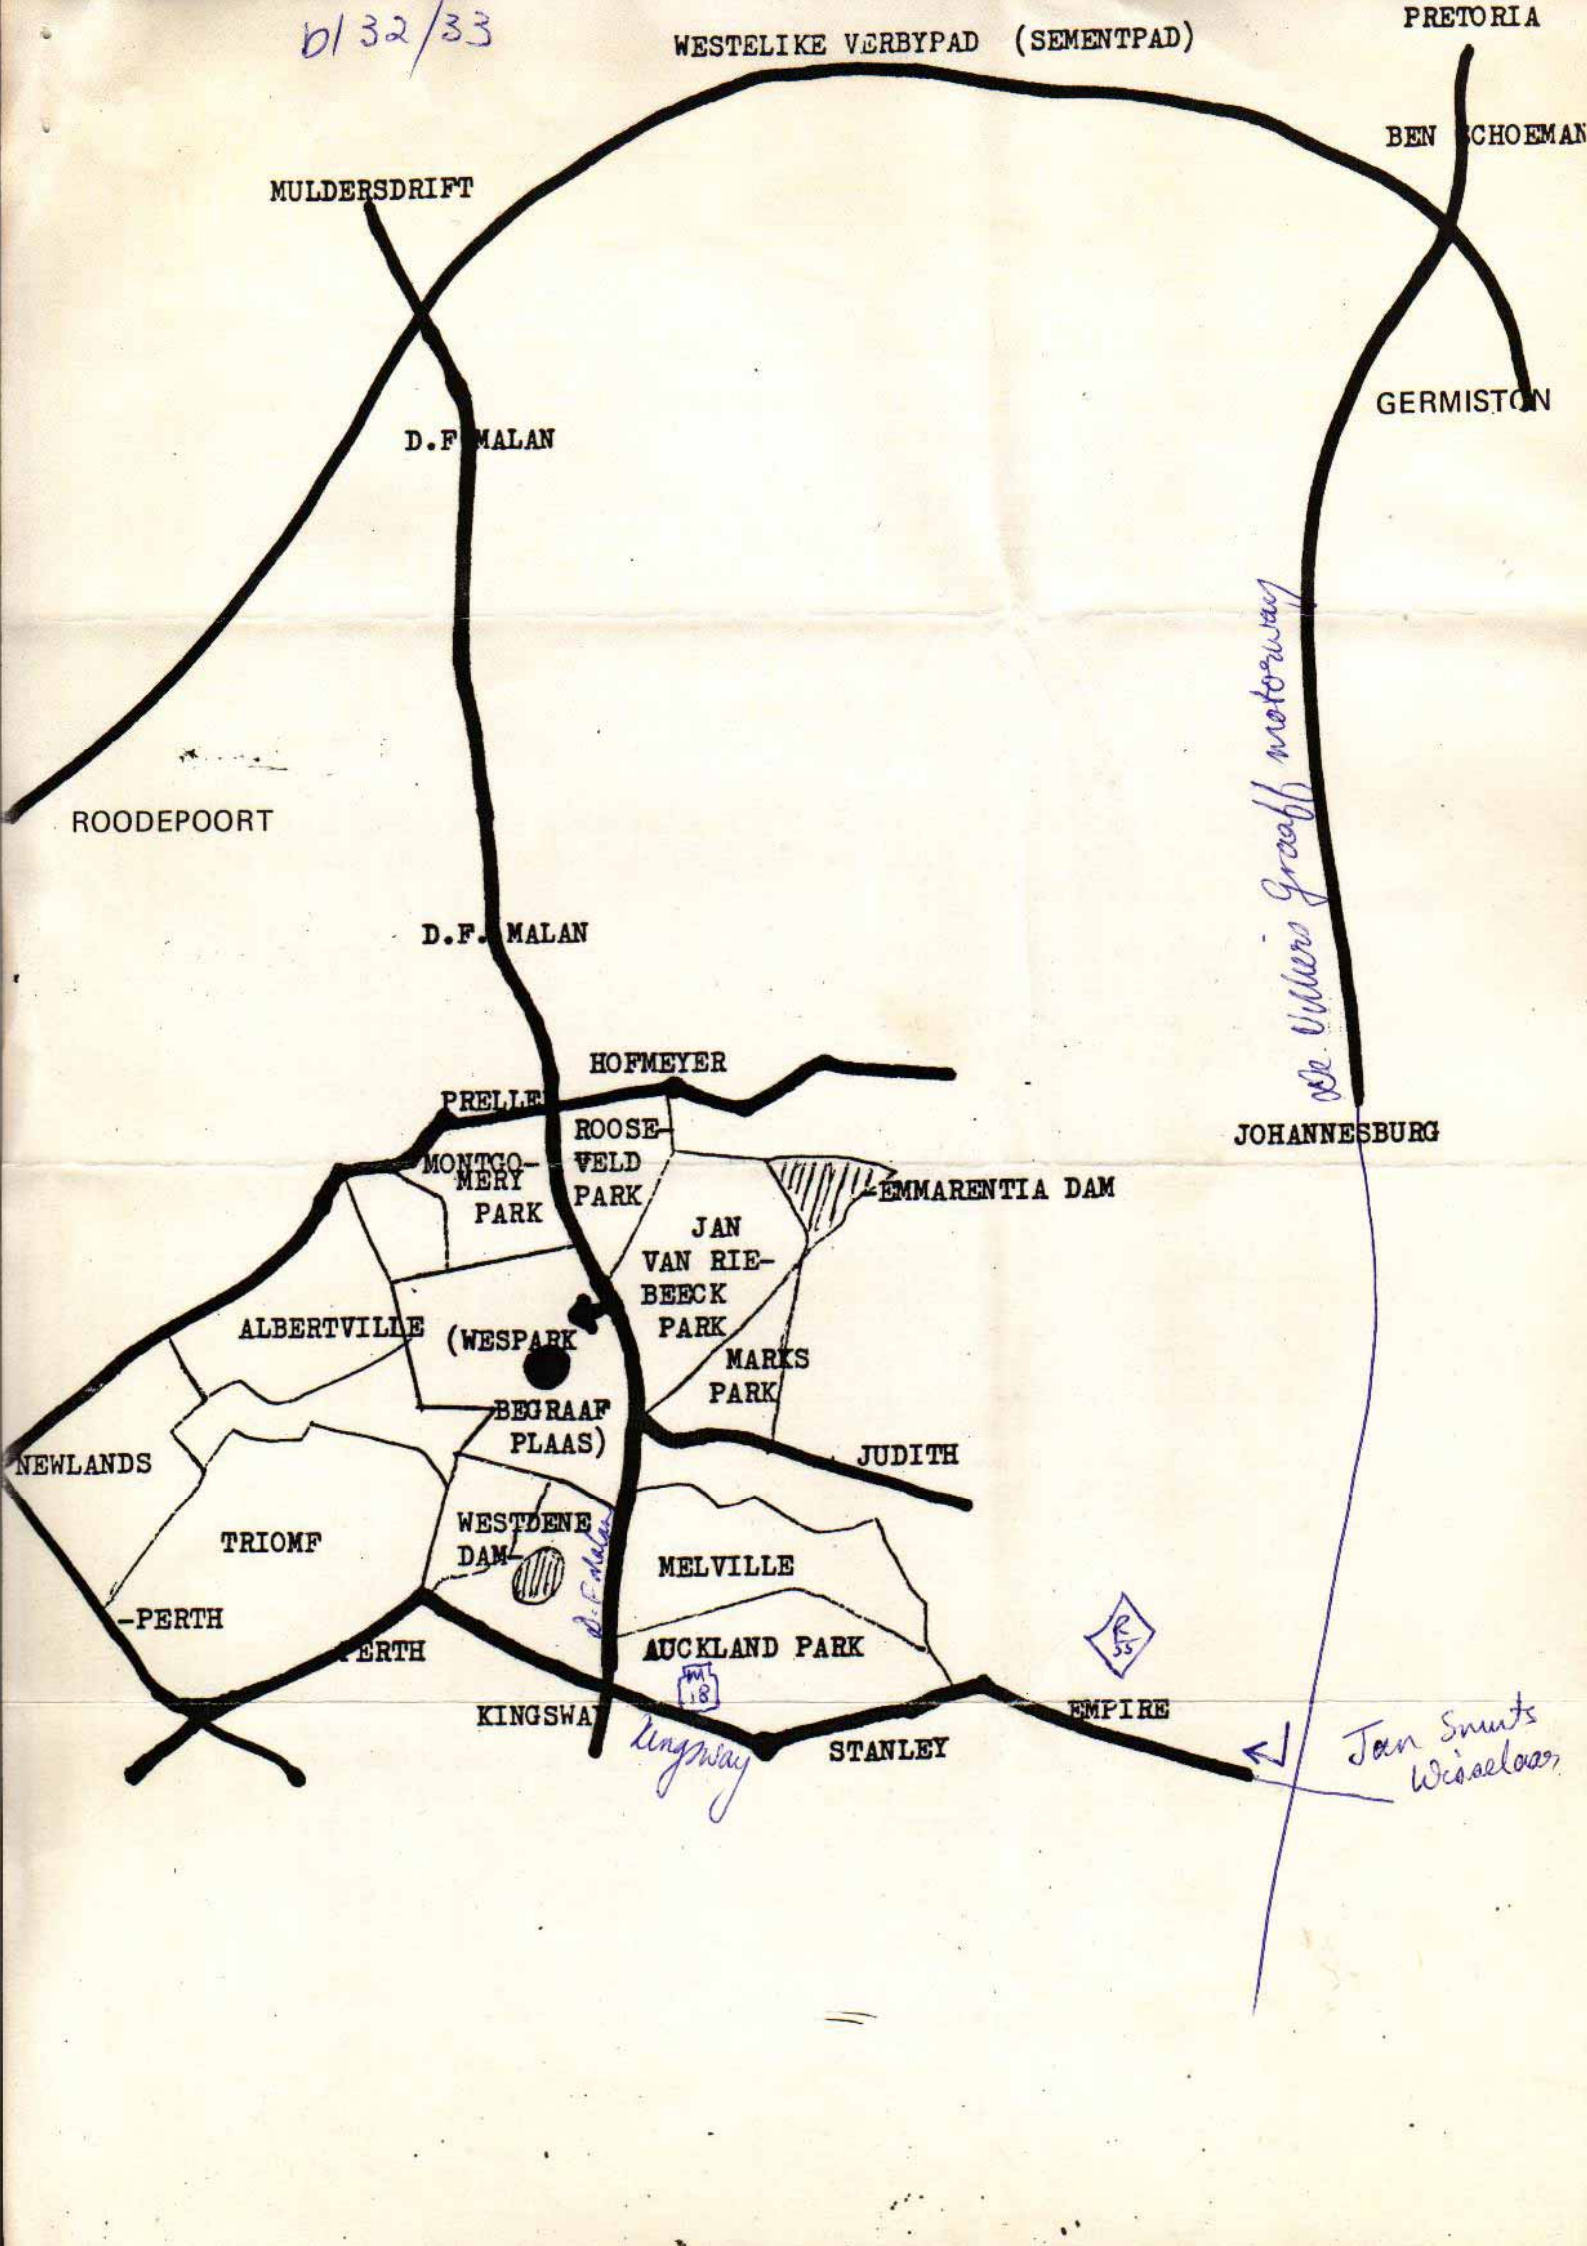 bl 32/33
WESTELIKE VERBYPAD (SEMENTPAD)
PRETORIA
BEN SCHOEMAN
MULDERSDRIFT
GERMISTON
D.F. MALAN
ROODEPOORT
De Villiers Graaff motorway
D.F. MALAN
HOFMEYER
PRELLER
JOHANNESBURG
ROOSE-
VELD
PARK
MONTGO-
MERY
PARK
EMMARENTIA DAM
JAN
VAN RIE-
BEECK
PARK
ALBERTVILLE
(WESPARK
BEGRAAF
PLAAS)
MARKS
PARK
NEWLANDS
JUDITH
TRIOMF
WESTDENE
DAM
D.F Malan
MELVILLE
-PERTH
PERTH
AUCKLAND PARK
R
55
M
18
KINGSWAY
Kingsway
STANLEY
EMPIRE
Jan Smuts
Wisselaar